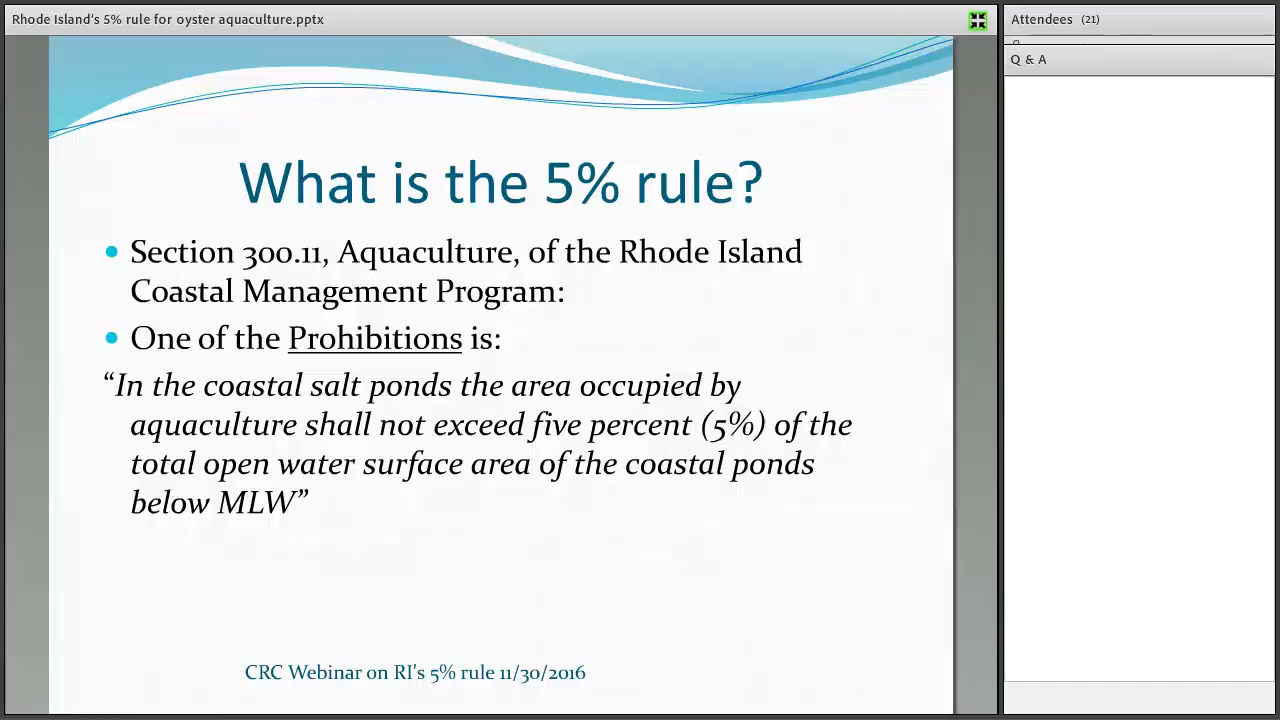 Rhode Island's 5% rule for oyster aquaculture.pptx
Attendees (21)
Q & A
What is the 5% rule?
• Section 300.11, Aquaculture, of the Rhode Island
Coastal Management Program:
• One of the Prohibitions is:
“In the coastal salt ponds the area occupied by
aquaculture shall not exceed five percent (5%) of the
total open water surface area of the coastal ponds
below MLW”
CRC Webinar on RI's 5% rule 11/30/2016